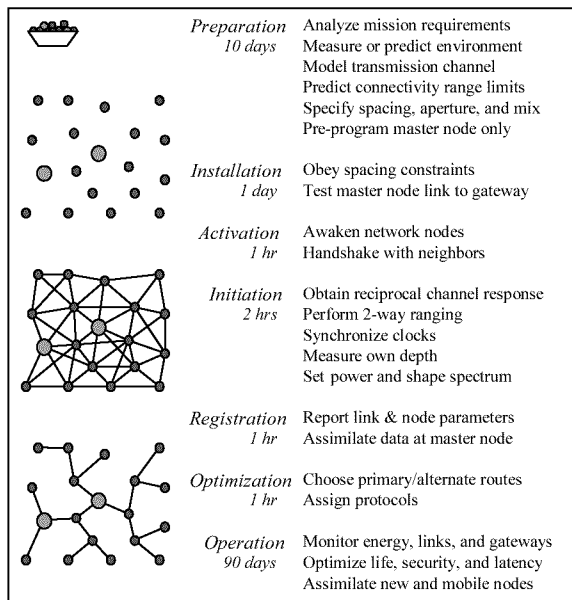 Preparation Analyze mission requirements
10 days Measure or predict environment
Model transmission channel
Predict connectivity range limits
Specify spacing, aperture, and mix
Pre-program master node only
Installation Obey spacing constraints
1 day Test master node link to gateway
Activation Awaken network nodes
1 hr Handshake with neighbors
Initiation Obtain reciprocal channel response
2 hrs Perform 2-way ranging
Synchronize clocks
Measure own depth
Set power and shape spectrum
Registration Report link & node parameters
1 hr Assimilate data at master node
Optimization Choose primary/alternate routes
1 hr Assign protocols
Operation Monitor energy, links, and gateways
90 days Optimize life, security, and latency
Assimilate new and mobile nodes